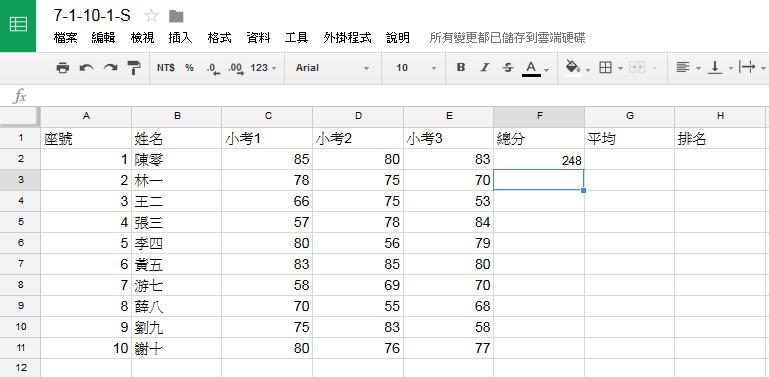 7-1-10-1-S
檔案 編輯 檢視 插入 格式 資料 工具 外掛程式 說明 所有變更都已儲存到雲端硬碟
NT$ % .0 .00 123 Arial 10 B I S A
fx
A B C D E F G H
1 座號 姓名 小考1 小考2 小考3 總分 平均 排名
2 1 陳零 85 80 83 248
3 2 林一 78 75 70
4 3 王二 66 75 53
5 4 張三 57 78 84
6 5 李四 80 56 79
7 6 黃五 83 85 80
8 7 游七 58 69 70
9 8 薛八 70 55 68
10 9 劉九 75 83 58
11 10 謝十 80 76 77
12